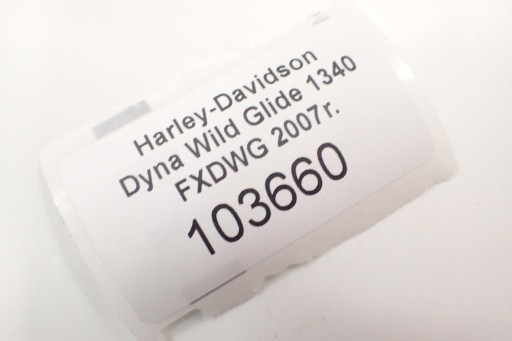 Harley-Davidson
Dyna Wild Glide 1340
FXDWG 2007r.
103660